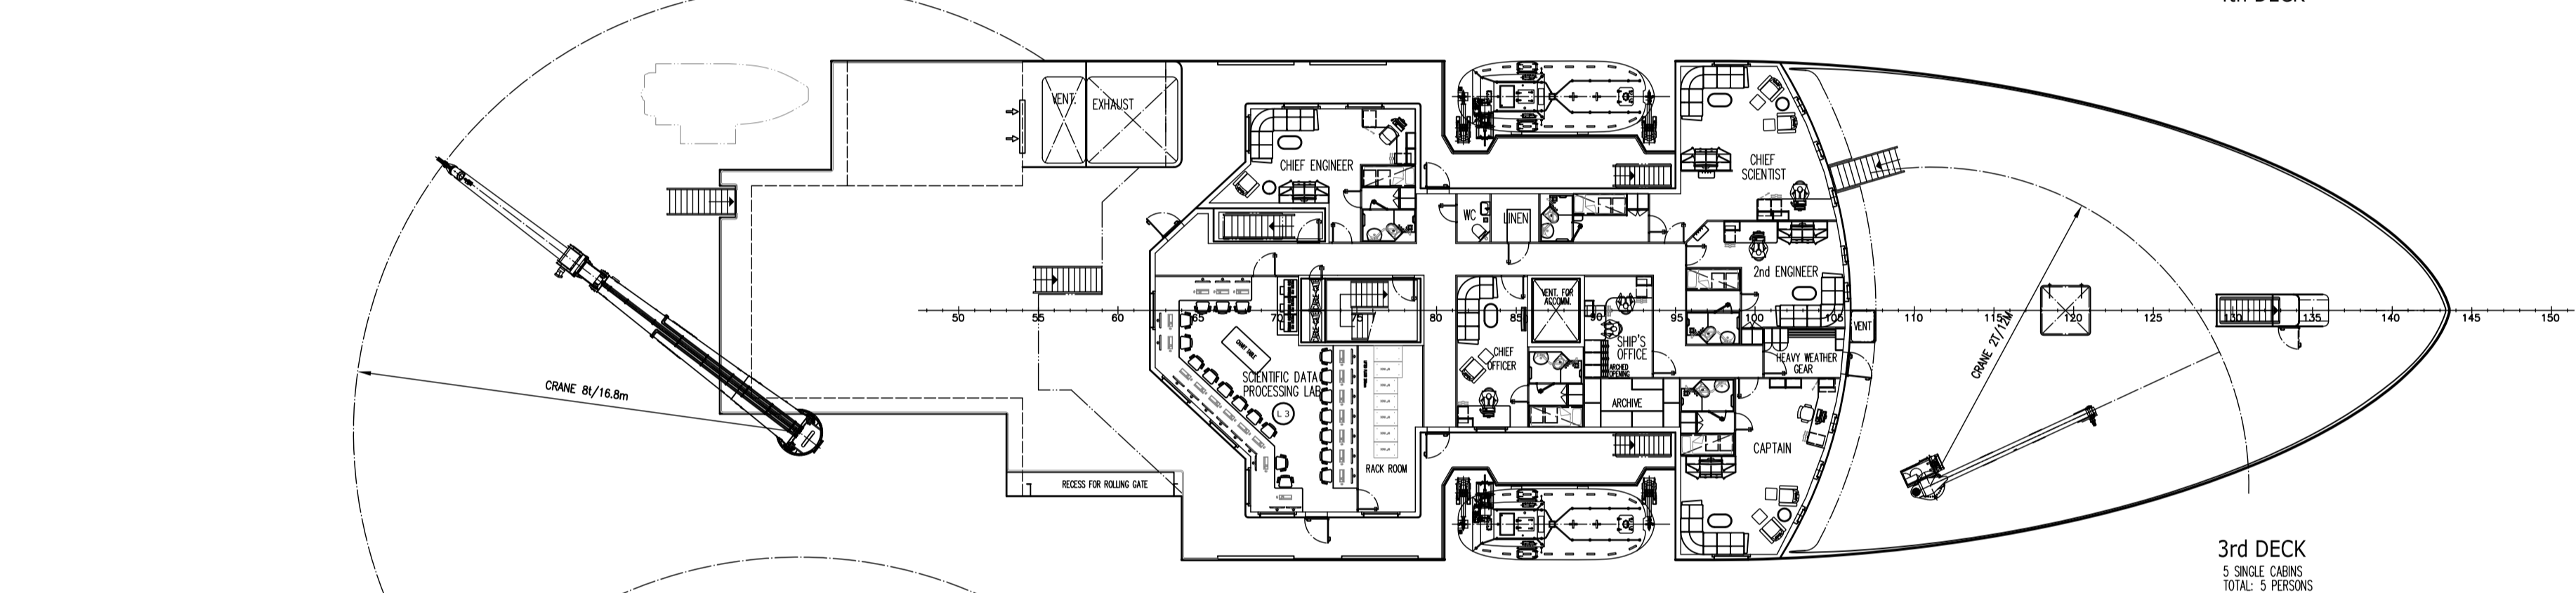 VENT.
EXHAUST
CHIEF ENGINEER
CHIEF
SCIENTIST
WC
LINEN
2nd ENGINEER
VENT. FOR
ACCOMM.
50
55
60
65
70
75
80
85
90
95
100
105
110
115
120
125
130
135
140
145
150
VENT
CHART TABLE
SHIP'S
OFFICE
CHIEF
OFFICER
HEAVY WEATHER
GEAR
ARCHED
OPENING
SCIENTIFIC DATA
PROCESSING LAB
L 3
CRANE 8t/16.8m
CRANE 2T/12M
ARCHIVE
CAPTAIN
RACK ROOM
RECESS FOR ROLLING GATE
3rd DECK
5 SINGLE CABINS
TOTAL: 5 PERSONS